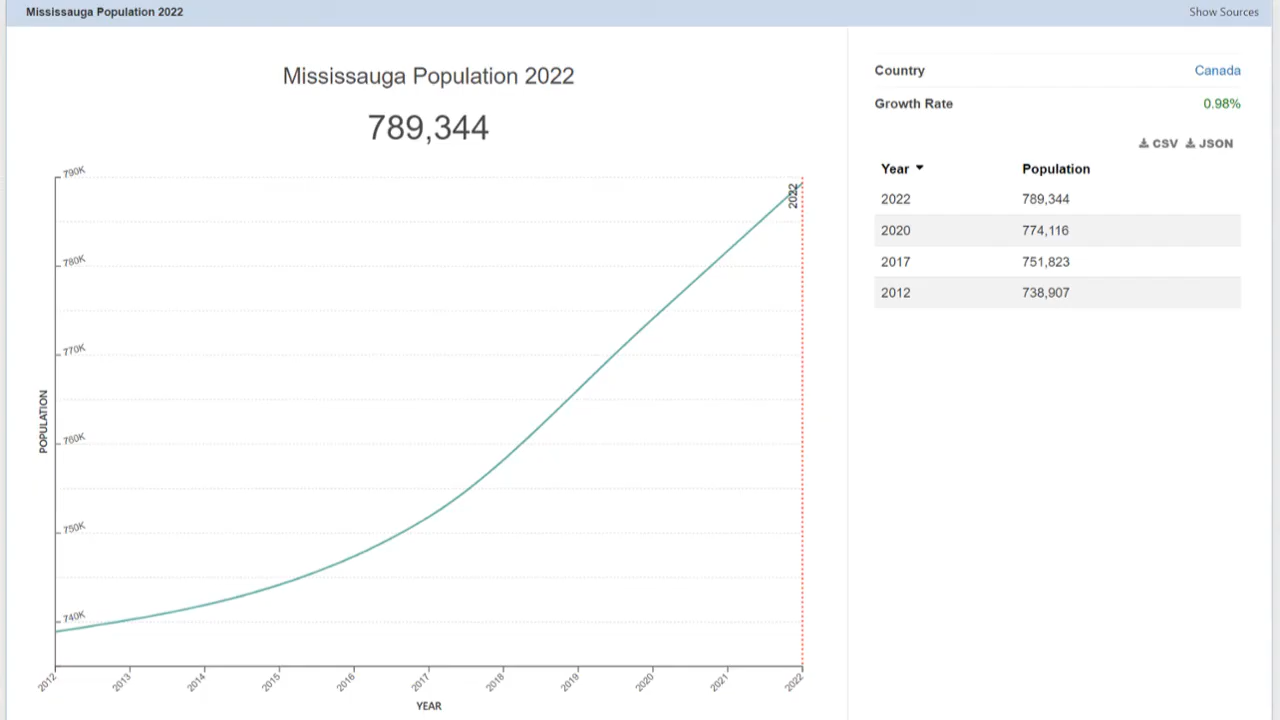 Mississauga Population 2022
Show Sources
Mississauga Population 2022
789,344
790K
780K
770K
760K
750K
740K
POPULATION
2022
2012
2013
2014
2015
2016
2017
2018
2019
2020
2021
2022
YEAR
Country Canada
Growth Rate 0.98%
CSV JSON
Year Population
2022 789,344
2020 774,116
2017 751,823
2012 738,907